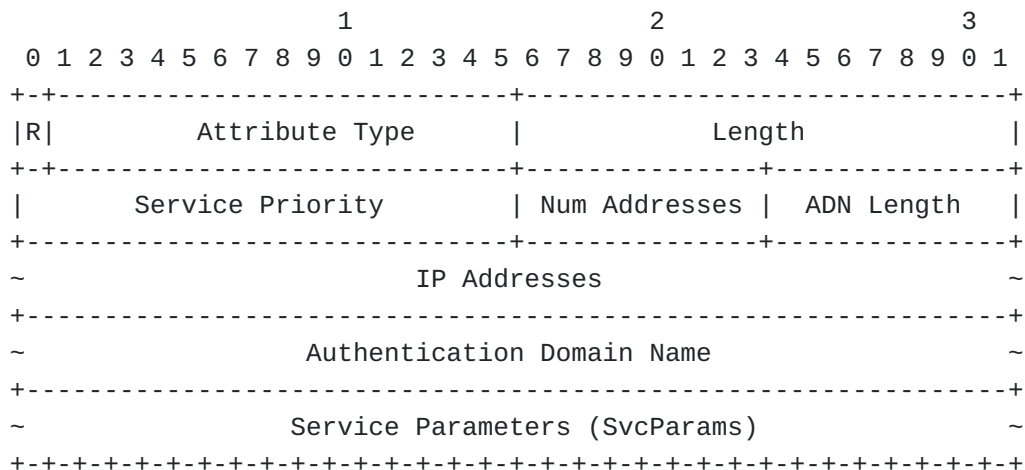 1                   2                   3
 0 1 2 3 4 5 6 7 8 9 0 1 2 3 4 5 6 7 8 9 0 1 2 3 4 5 6 7 8 9 0 1
+-+-----------------------------+-------------------------------+
|R|         Attribute Type      |            Length             |
+-+-----------------------------+---------------+---------------+
|       Service Priority        | Num Addresses |  ADN Length   |
+-------------------------------+---------------+---------------+
~                         IP Addresses                          ~
+---------------------------------------------------------------+
~                  Authentication Domain Name                   ~
+---------------------------------------------------------------+
~                 Service Parameters (SvcParams)                ~
+-+-+-+-+-+-+-+-+-+-+-+-+-+-+-+-+-+-+-+-+-+-+-+-+-+-+-+-+-+-+-+-+